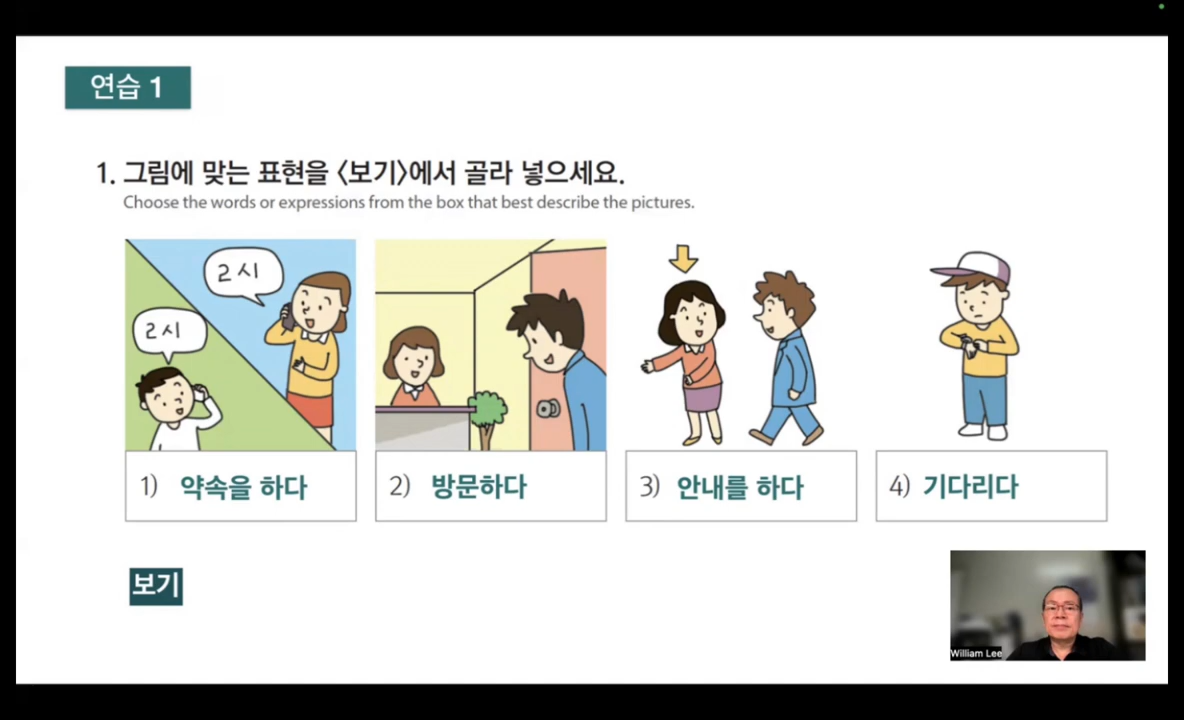 연습 1
1. 그림에 맞는 표현을 〈보기〉에서 골라 넣으세요.
Choose the words or expressions from the box that best describe the pictures.
2시
2시
1) 약속을 하다
2) 방문하다
3) 안내를 하다
4) 기다리다
보기
William Lee